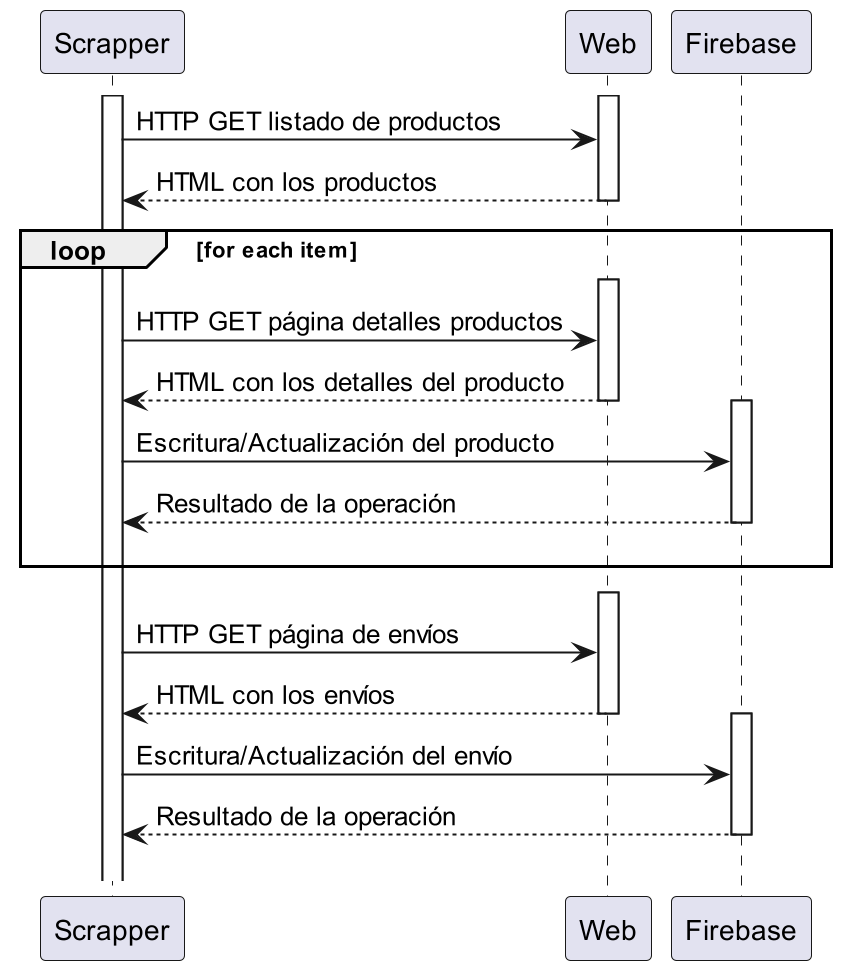 Scrapper
Web
Firebase
HTTP GET listado de productos
HTML con los productos
loop
[for each item]
HTTP GET página detalles productos
HTML con los detalles del producto
Escritura/Actualización del producto
Resultado de la operación
HTTP GET página de envíos
HTML con los envíos
Escritura/Actualización del envío
Resultado de la operación
Scrapper
Web
Firebase